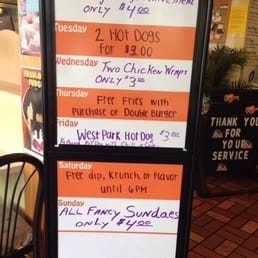 ONLY $4.00
Tuesday
2 Hot Dogs
for $3.00
Wednesday
Two Chicken Wraps
ONLY $3.00
Thursday
Free Fries with
Purchase of Double Burger
Friday
West Park Hot Dog $3.00
Saturday
Free dip, Krunch, or flavor
until 6PM
Sunday
ALL FANCY Sundaes
only $4.00
THANK YOU
FOR
YOUR
SERVICE